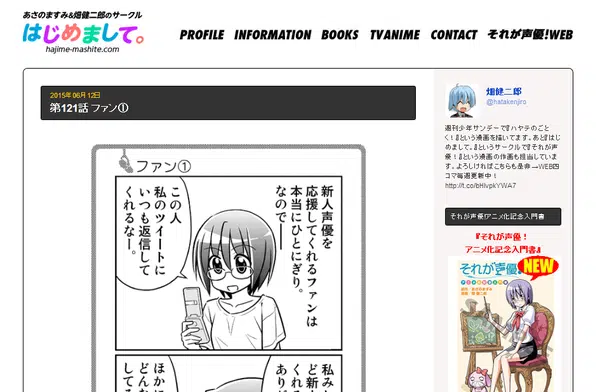 あさのますみ&畑健二郎のサークル
はじめまして。
hajime-mashite.com
PROFILE INFORMATION BOOKS TVANIME CONTACT それが声優!WEB
2015年06月12日
第121話 ファン①
ファン①
新人声優を
応援してくれるファンは
本当にひとにぎり。
なので──
この人
私のツイートに
いつも返信して
くれるなー。
私みた
ど新人
くれる
ありが
ほかに
どんな
してる
畑健二郎
@hatakenjiro
週刊少年サンデーで『ハヤテのごと
く!』という漫画を描いてます。あと『はじ
めまして。』というサークルで『それが声
優!』という漫画の作画も担当していま
す。よろしければこちらも是非→WEB四
コマ毎週更新中!
http://t.co/bHlvpkYWA7
それが声優!アニメ化記念入門書
『それが声優!
アニメ化記念入門書』
それが声優!
NEW